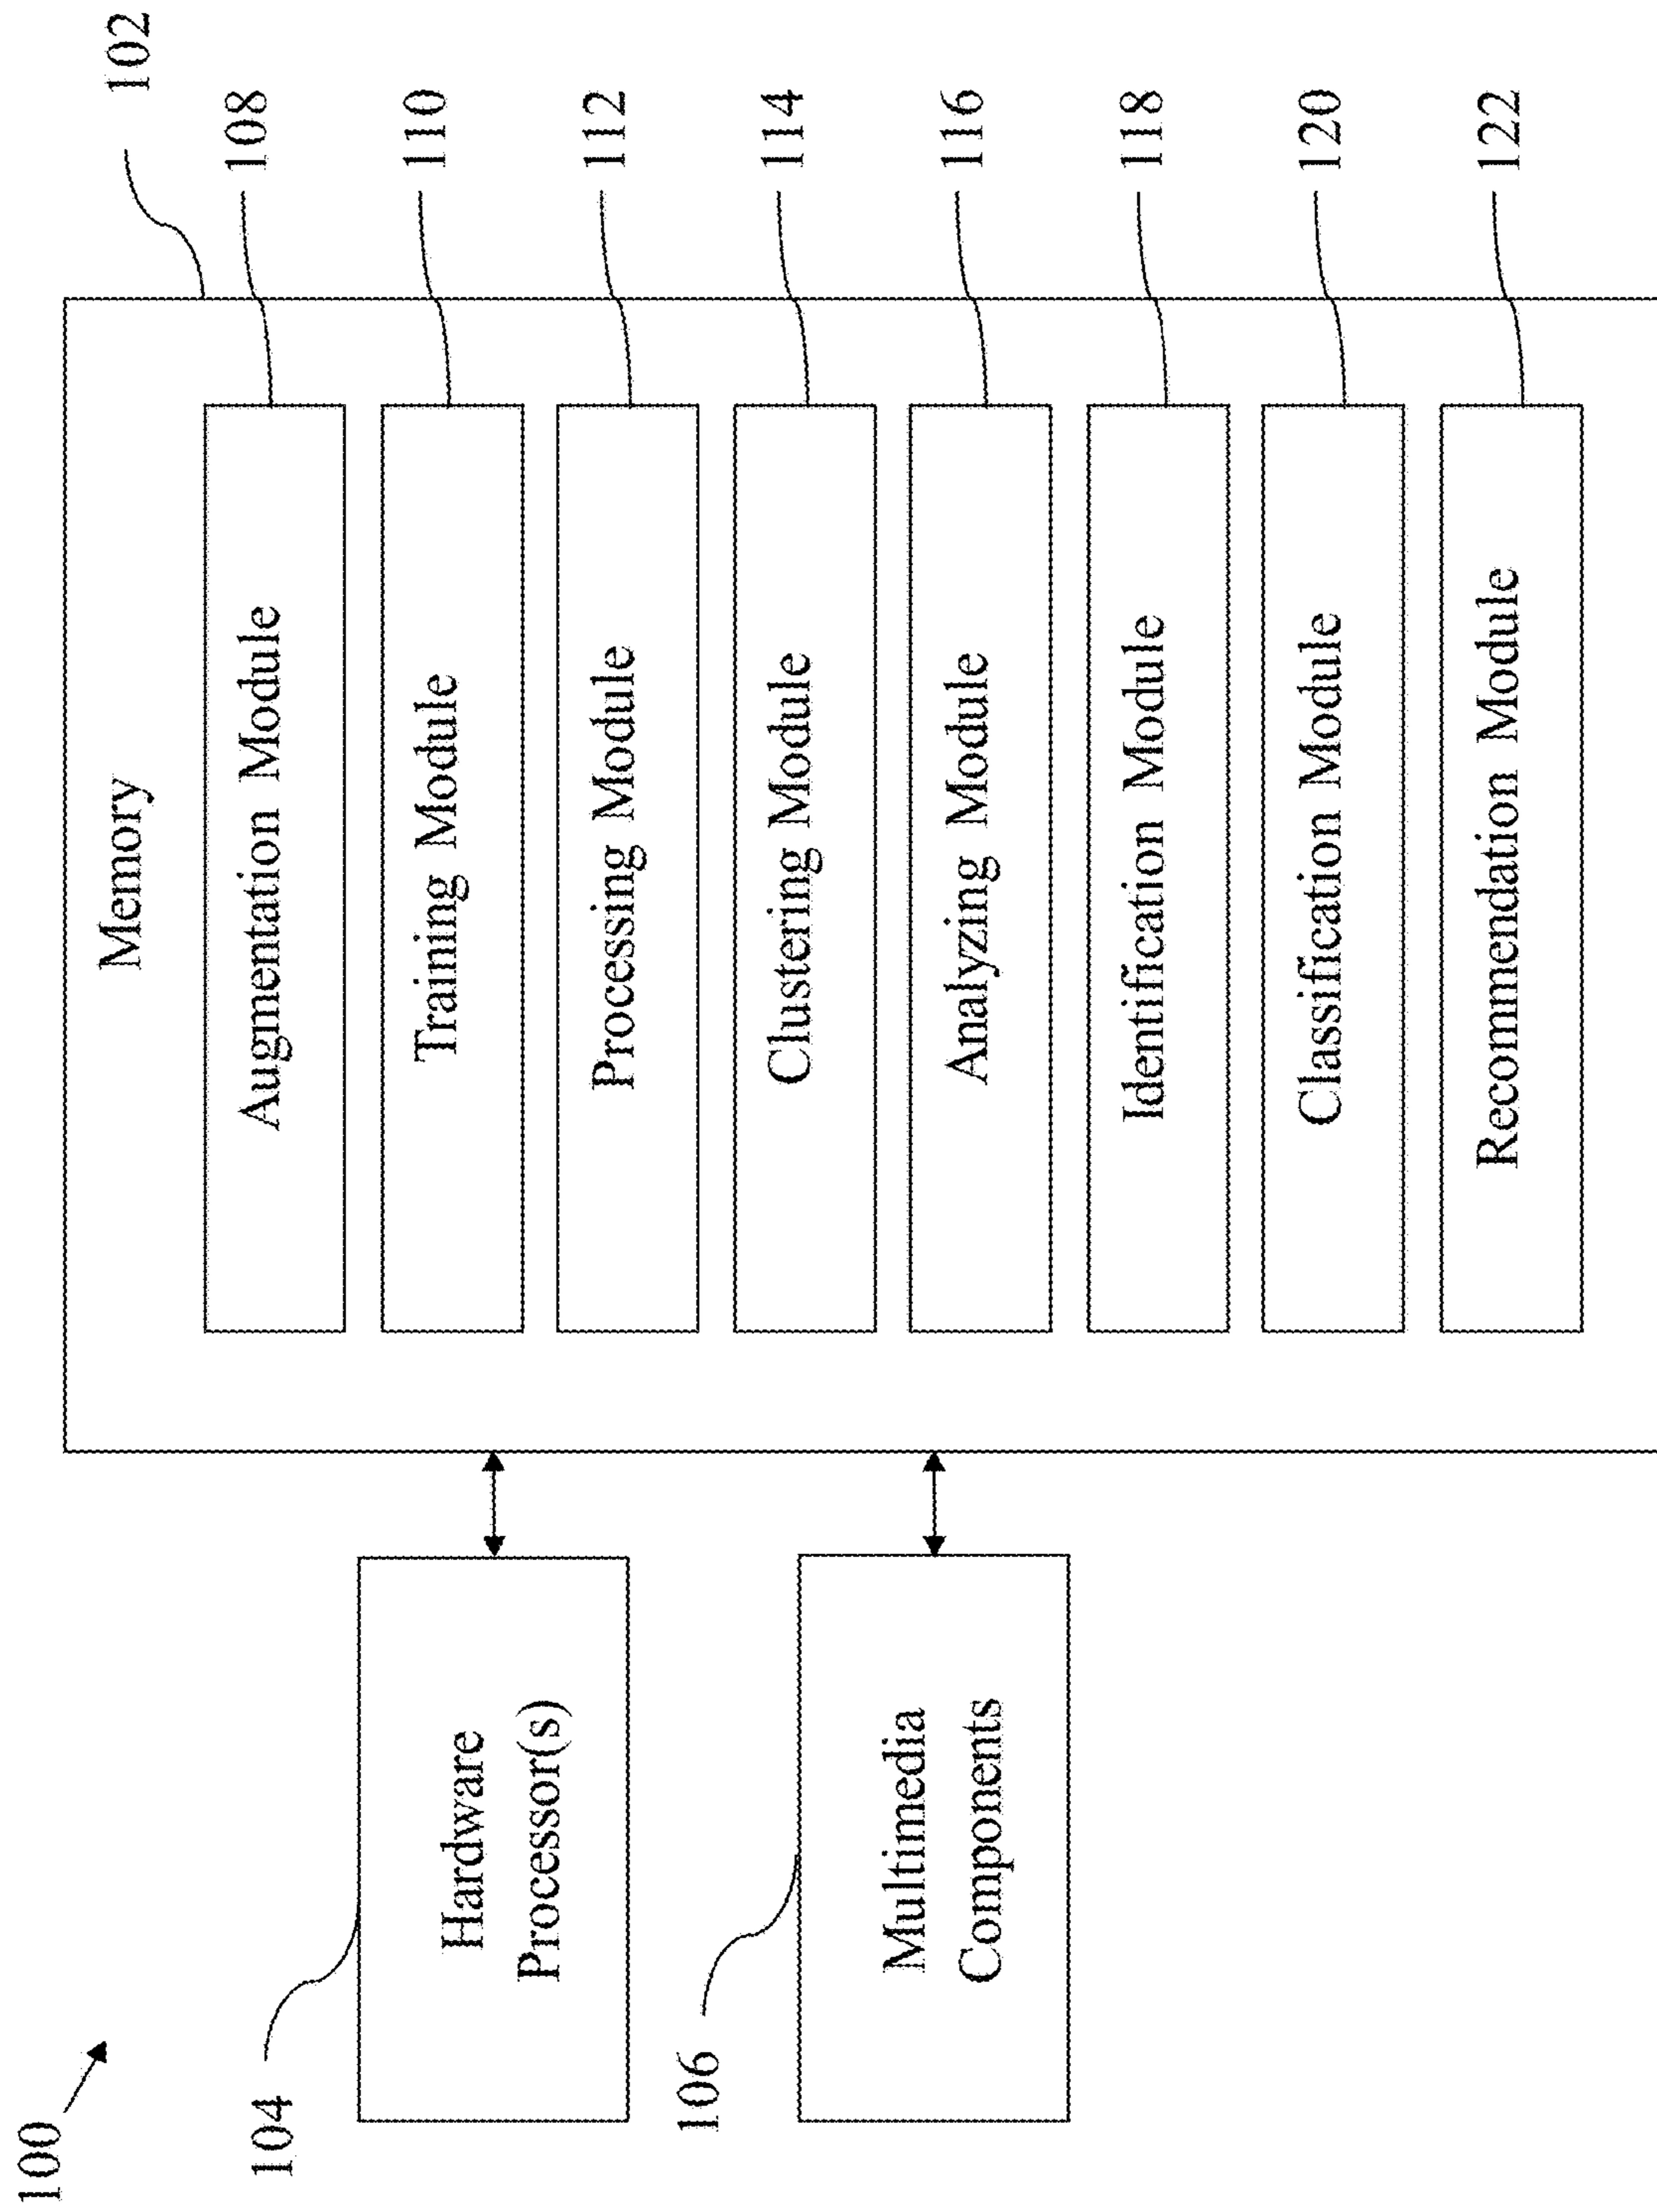 100
102
Memory
Augmentation Module
108
104
Hardware
Processor(s)
Training Module
110
Processing Module
112
Clustering Module
114
106
Multimedia
Components
Analyzing Module
116
Identification Module
118
Classification Module
120
Recommendation Module
122